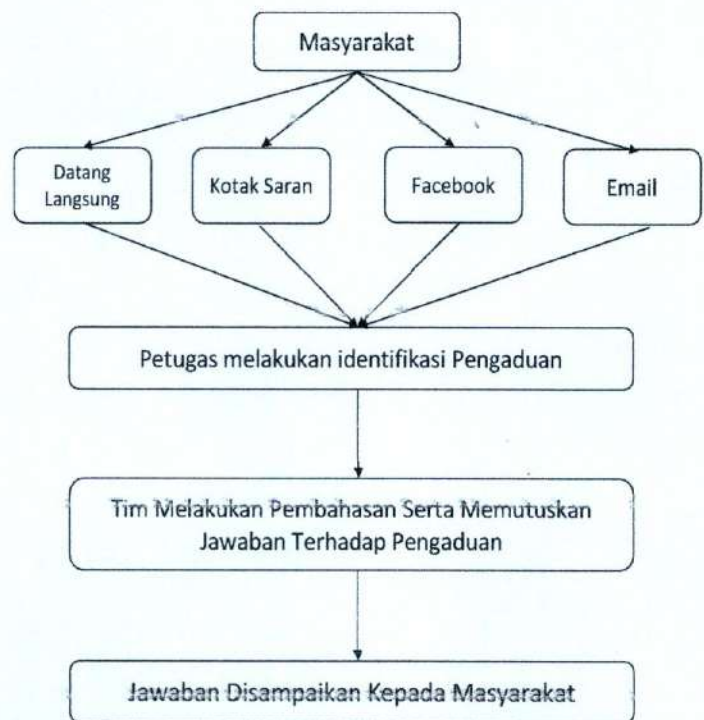 Masyarakat
Datang
Langsung
Kotak Saran
Facebook
Email
Petugas melakukan identifikasi Pengaduan
Tim Melakukan Pembahasan Serta Memutuskan
Jawaban Terhadap Pengaduan
Jawaban Disampaikan Kepada Masyarakat